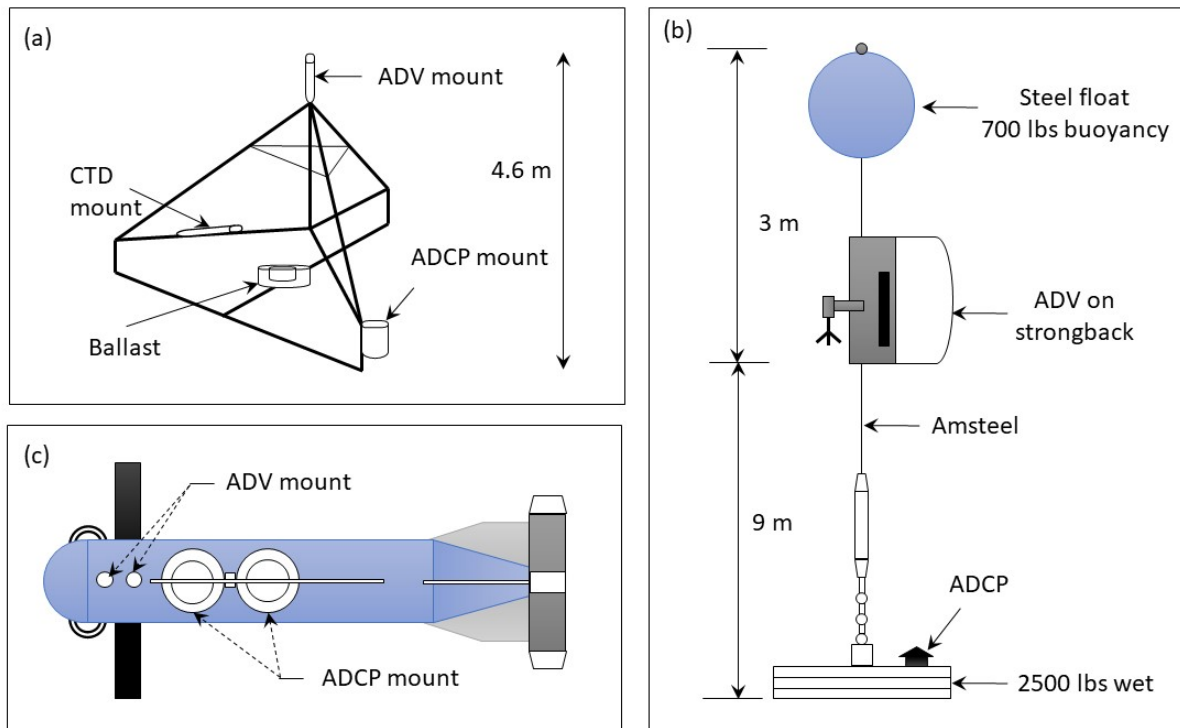 (a)
ADV mount
CTD
mount
4.6 m
ADCP mount
Ballast
(b)
Steel float
700 lbs buoyancy
3 m
ADV on
strongback
Amsteel
9 m
ADCP
2500 lbs wet
(c)
ADV mount
ADCP mount